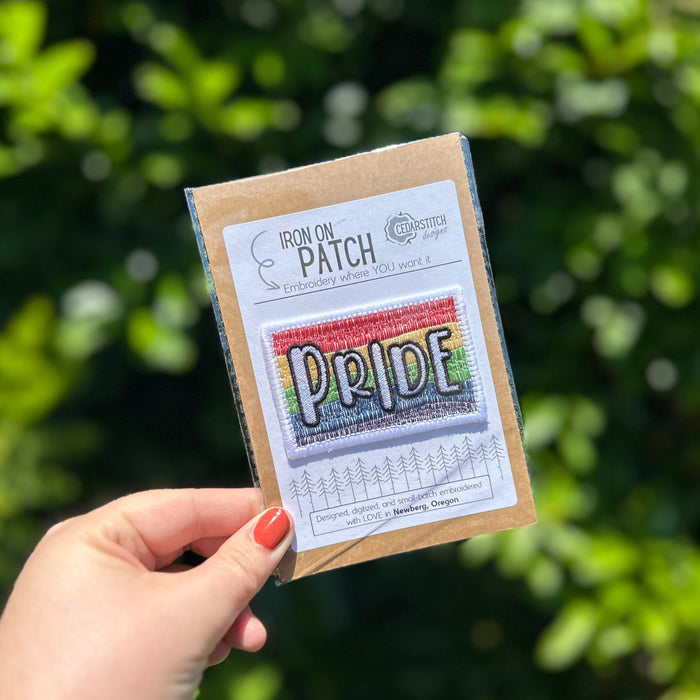 IRON ON
PATCH
CEDARSTITCH
designs
Embroidery where YOU want it
PRIDE
Designed, digitized, and small-batch embroidered
with LOVE in Newberg, Oregon